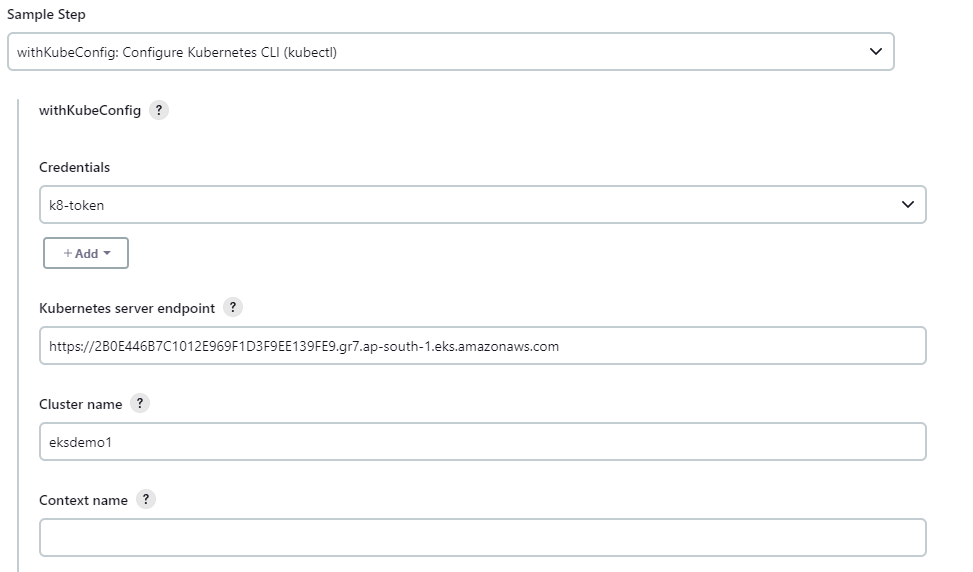 Sample Step
withKubeConfig: Configure Kubernetes CLI (kubectl)
withKubeConfig ?
Credentials
k8-token
+ Add
Kubernetes server endpoint ?
https://2B0E446B7C1012E969F1D3F9EE139FE9.gr7.ap-south-1.eks.amazonaws.com
Cluster name ?
eksdemo1
Context name ?